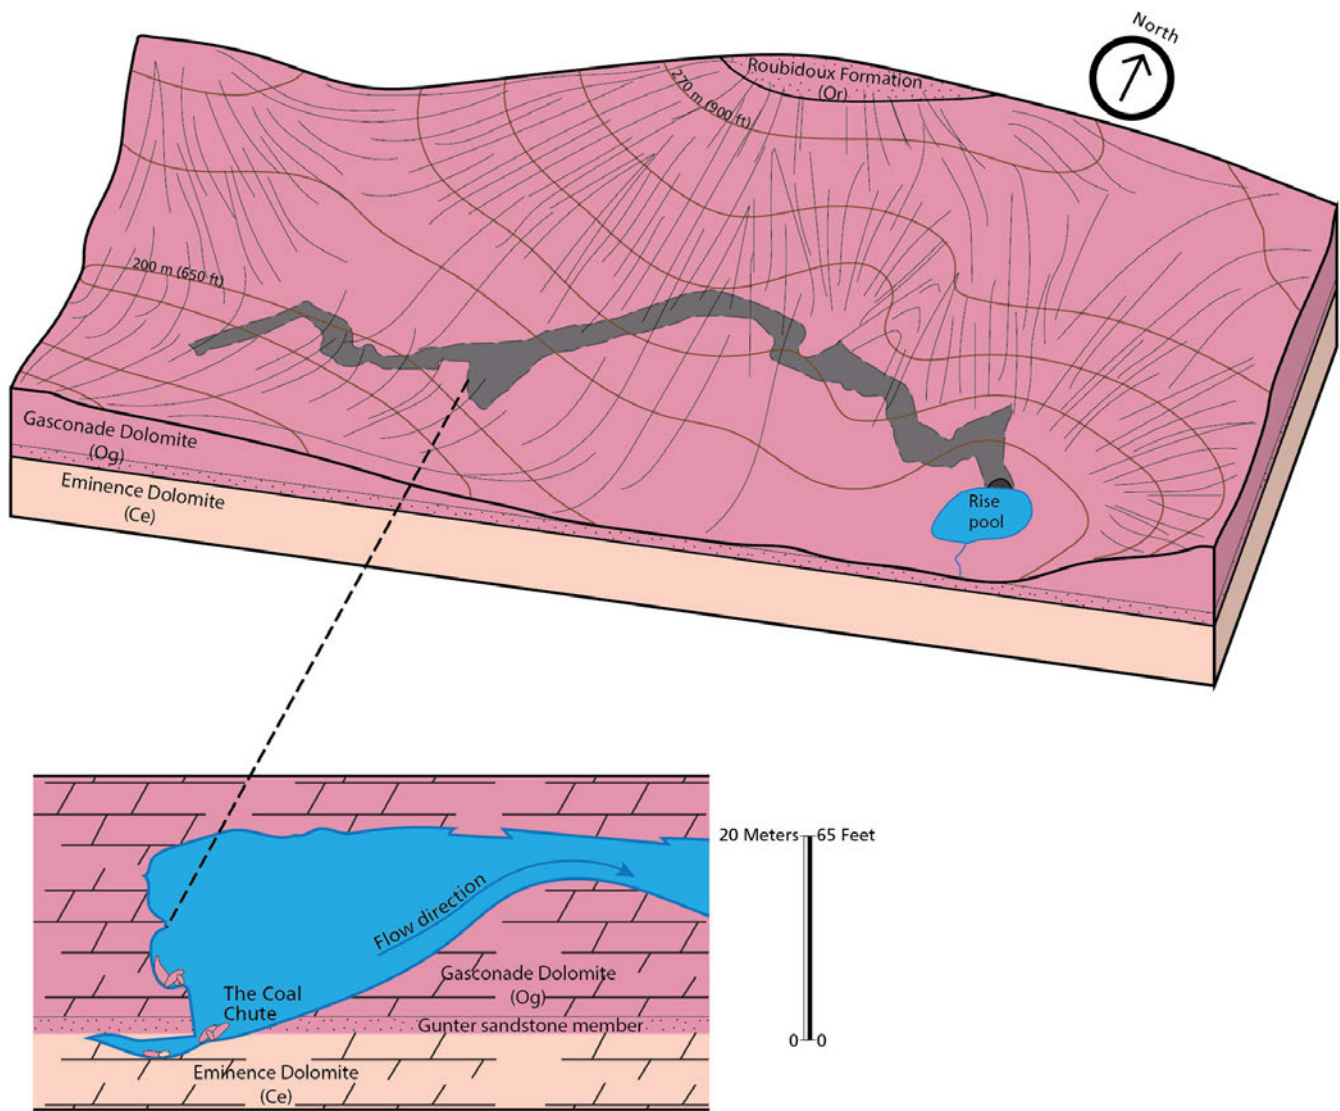 North
Roubidoux Formation
(Or)
270 m (900 ft)
200 m (650 ft)
Gasconade Dolomite
(Og)
Eminence Dolomite
(Ce)
Rise
pool
20 Meters 65 Feet
Flow direction
Gasconade Dolomite
(Og)
The Coal
Chute
Gunter sandstone member
0 0
Eminence Dolomite
(Ce)